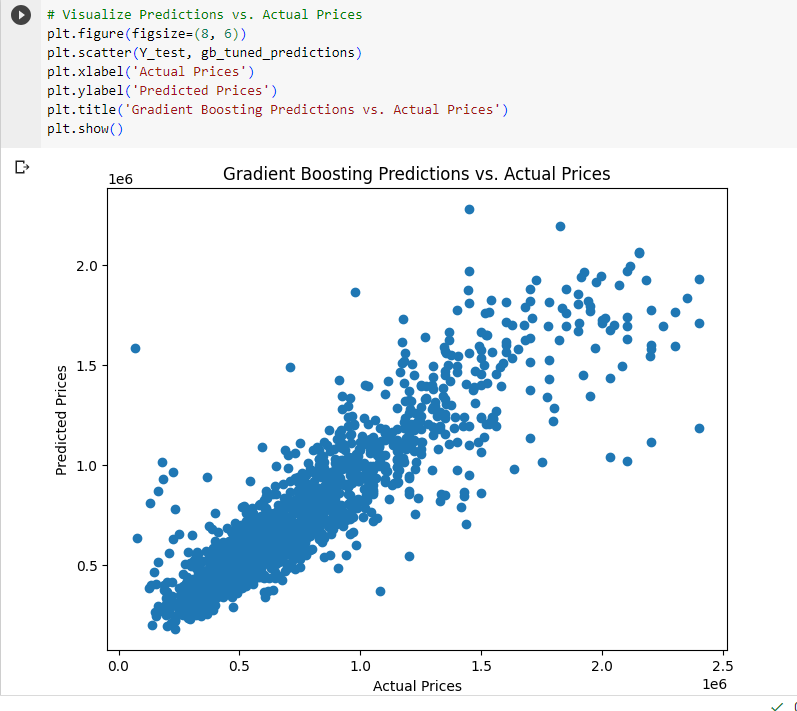 # Visualize Predictions vs. Actual Prices
plt.figure(figsize=(8, 6))
plt.scatter(Y_test, gb_tuned_predictions)
plt.xlabel('Actual Prices')
plt.ylabel('Predicted Prices')
plt.title('Gradient Boosting Predictions vs. Actual Prices')
plt.show()
Gradient Boosting Predictions vs. Actual Prices
1e6
2.0
1.5
1.0
0.5
Predicted Prices
0.0 0.5 1.0 1.5 2.0 2.5
1e6
Actual Prices